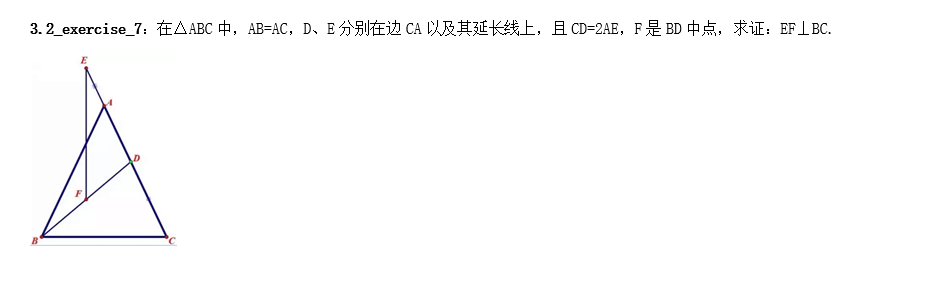 3.2_exercise_7：在△ABC 中，AB=AC，D、E 分别在边 CA 以及其延长线上，且 CD=2AE，F 是 BD 中点，求证：EF⊥BC.
E
A
D
F
B
C